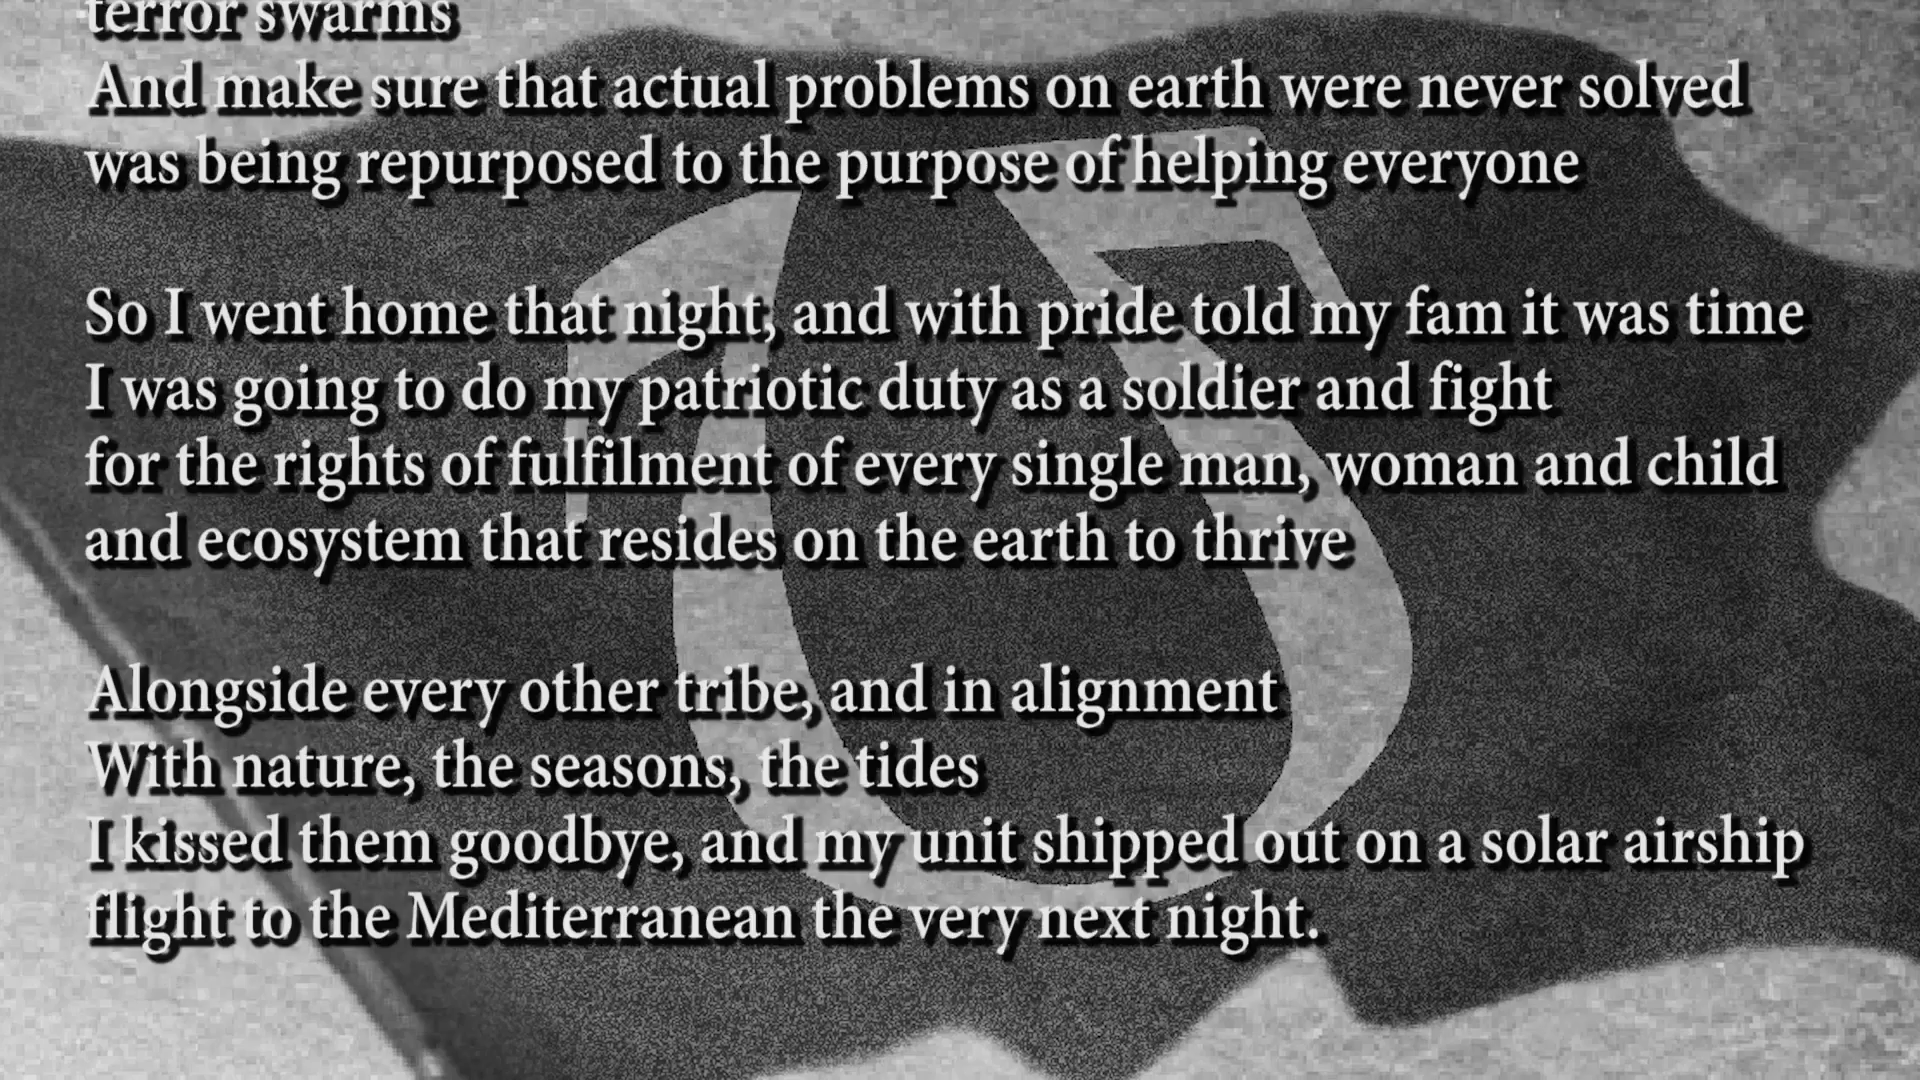 terror swarms
And make sure that actual problems on earth were never solved
was being repurposed to the purpose of helping everyone
So I went home that night, and with pride told my fam it was time
I was going to do my patriotic duty as a soldier and fight
for the rights of fulfilment of every single man, woman and child
and ecosystem that resides on the earth to thrive
Alongside every other tribe, and in alignment
With nature, the seasons, the tides
I kissed them goodbye, and my unit shipped out on a solar airship
flight to the Mediterranean the very next night.